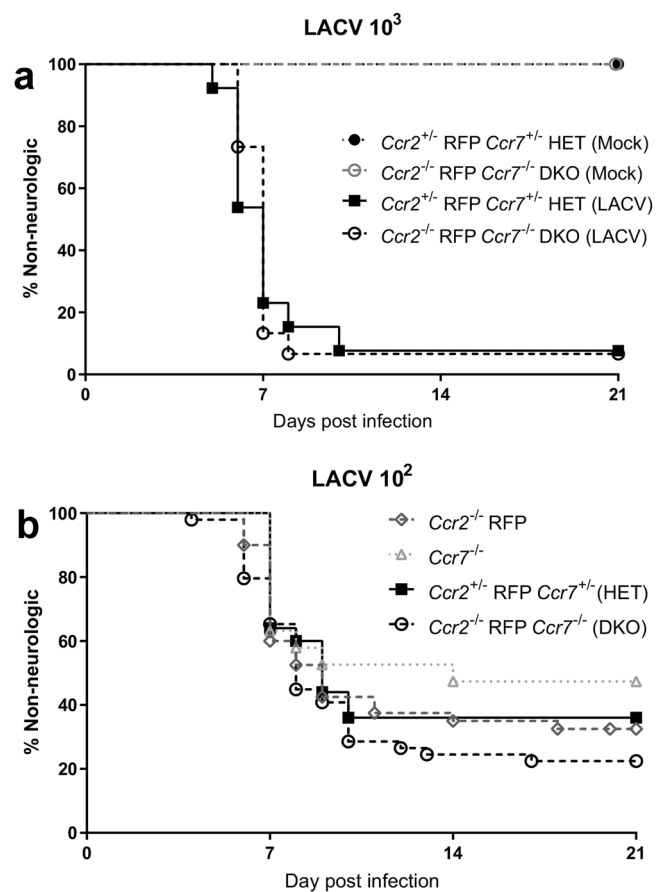 LACV 10³
a
100
80
60
40
20
0
% Non-neurologic
Ccr2⁺/⁻ RFP Ccr7⁺/⁻ HET (Mock)
Ccr2⁻/⁻ RFP Ccr7⁻/⁻ DKO (Mock)
Ccr2⁺/⁻ RFP Ccr7⁺/⁻ HET (LACV)
Ccr2⁻/⁻ RFP Ccr7⁻/⁻ DKO (LACV)
0 7 14 21
Days post infection
LACV 10²
b
100
80
60
40
20
0
% Non-neurologic
Ccr2⁻/⁻ RFP
Ccr7⁻/⁻
Ccr2⁺/⁻ RFP Ccr7⁺/⁻(HET)
Ccr2⁻/⁻ RFP Ccr7⁻/⁻ (DKO)
0 7 14 21
Day post infection